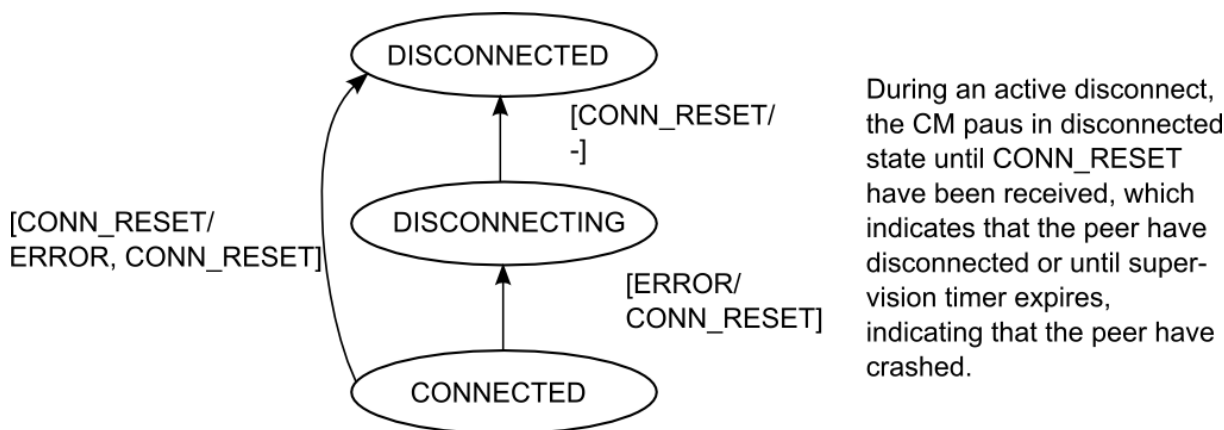 DISCONNECTED
[CONN_RESET/
-]
[CONN_RESET/
ERROR, CONN_RESET]
DISCONNECTING
[ERROR/
CONN_RESET]
CONNECTED
During an active disconnect,
the CM paus in disconnected
state until CONN_RESET
have been received, which
indicates that the peer have
disconnected or until super-
vision timer expires,
indicating that the peer have
crashed.